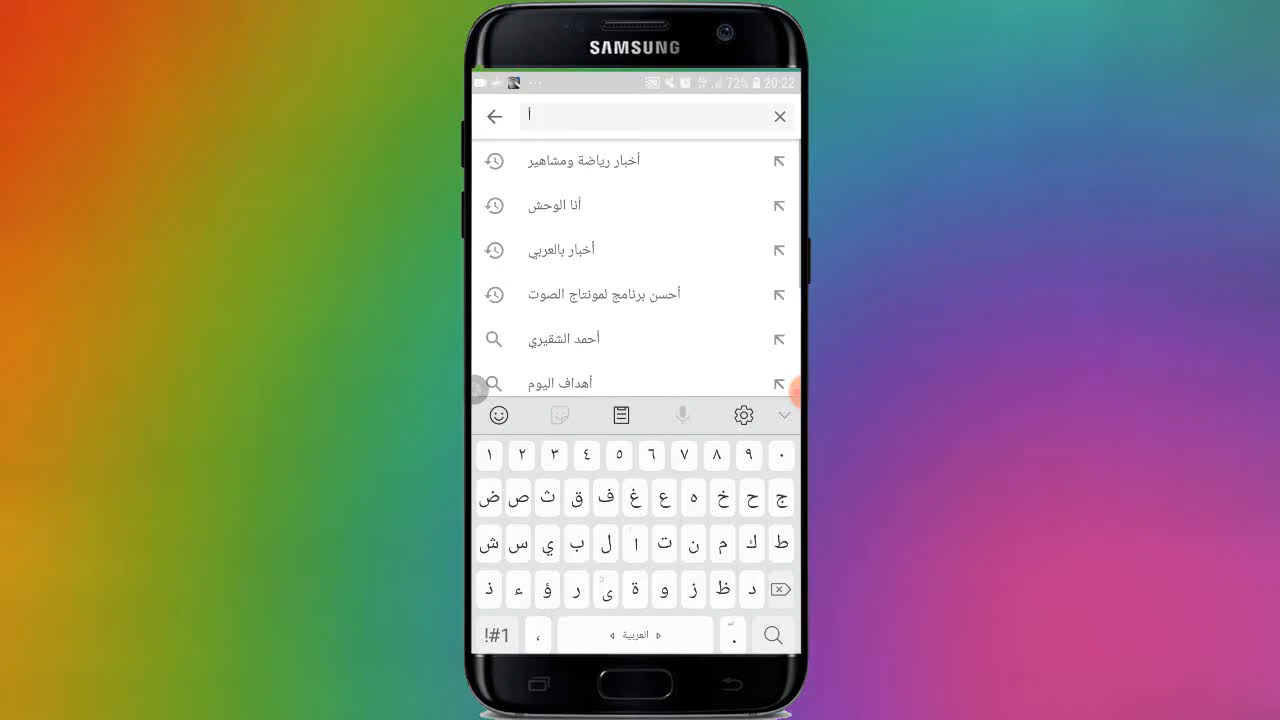 SAMSUNG
72% 20:22
أ
أخبار رياضة ومشاهير
أنا الوحش
أخبار بالعربي
أحسن برنامج لمونتاج الصوت
أحمد الشقيري
أهداف اليوم
١ ٢ ٣ ٤ ٥ ٦ ٧ ٨ ٩ ٠
ض ص ث ق ف غ ع ه خ ح ج
ش س ي ب ل ا ت ن م ك ط
ذ ء ؤ ر ى ة و ز ظ د
!#1 ، العربية .